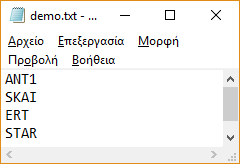 demo.txt - ...
Αρχείο Επεξεργασία Μορφή
Προβολή Βοήθεια
ANT1
SKAI
ERT
STAR